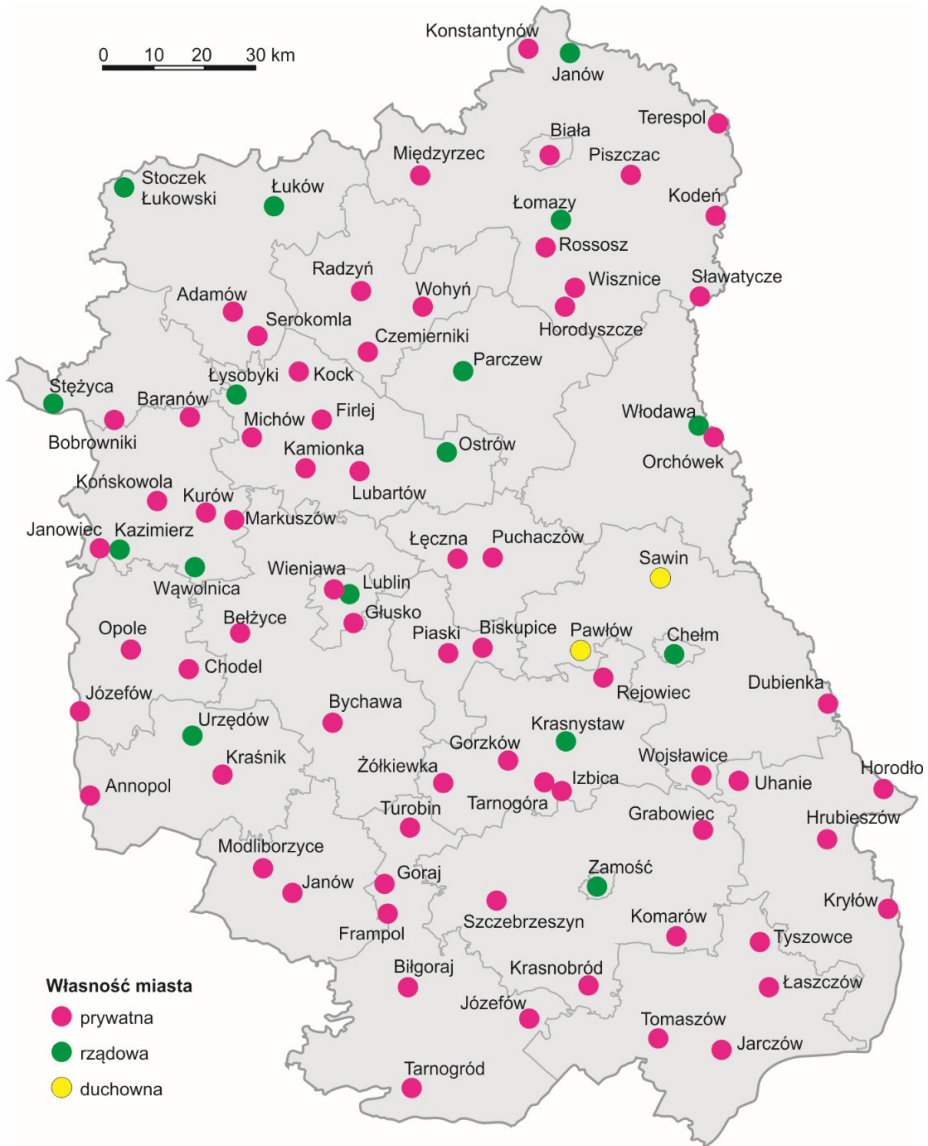 Konstantynów
0 10 20 30 km
Janów
Terespol
Biała
Międzyrzec
Piszczac
Stoczek
Łukowski
Łuków
Kodeń
Łomazy
Rossosz
Radzyń
Wohyń
Wisznice
Sławatycze
Adamów
Serokomla
Horodyszcze
Czemierniki
Parczew
Kock
Łysobyki
Stężyca
Baranów
Firlej
Włodawa
Michów
Bobrowniki
Kamionka
Ostrów
Orchówek
Lubartów
Końskowola
Kurów
Markuszów
Janowiec
Kazimierz
Łęczna
Puchaczów
Sawin
Wieniawa
Lublin
Wąwolnica
Głusko
Bełżyce
Opole
Piaski
Biskupice
Pawłów
Chełm
Chodel
Rejowiec
Dubienka
Józefów
Bychawa
Urzędów
Krasnystaw
Gorzków
Kraśnik
Żółkiewka
Wojsławice
Horodło
Annopol
Izbica
Uhanie
Tarnogóra
Turobin
Grabowiec
Hrubieszów
Modliborzyce
Goraj
Zamość
Janów
Szczebrzeszyn
Kryłów
Frampol
Komarów
Tyszowce
Biłgoraj
Krasnobród
Łaszczów
Józefów
Tomaszów
Jarczów
Tarnogród
Własność miasta
prywatna
rządowa
duchowna